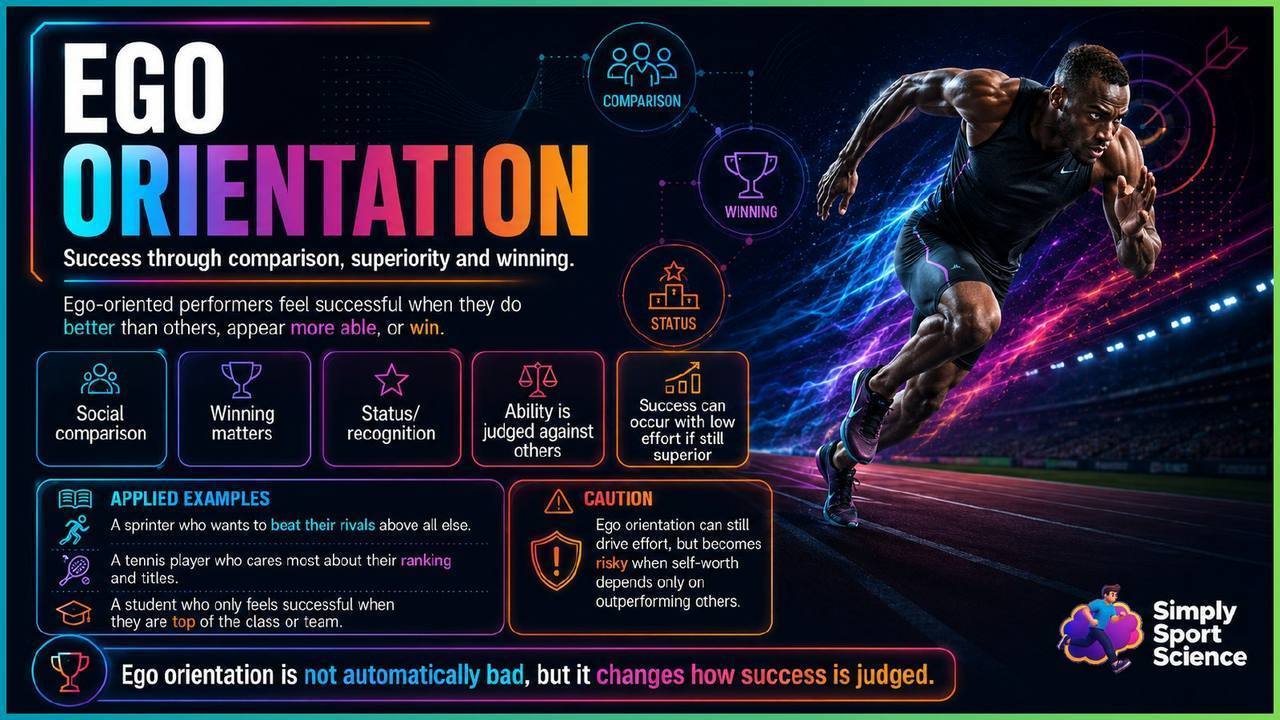 EGO
ORIENTATION
Success through comparison, superiority and winning.
Ego-oriented performers feel successful when they do
better than others, appear more able, or win.
COMPARISON
WINNING
STATUS
Social
comparison
Winning
matters
Status/
recognition
Ability is
judged against
others
Success can
occur with low
effort if still
superior
APPLIED EXAMPLES
A sprinter who wants to beat their rivals above all else.
A tennis player who cares most about their ranking
and titles.
A student who only feels successful when
they are top of the class or team.
CAUTION
Ego orientation can still
drive effort, but becomes
risky when self-worth
depends only on
outperforming others.
Ego orientation is not automatically bad, but it changes how success is judged.
Simply
Sport
Science